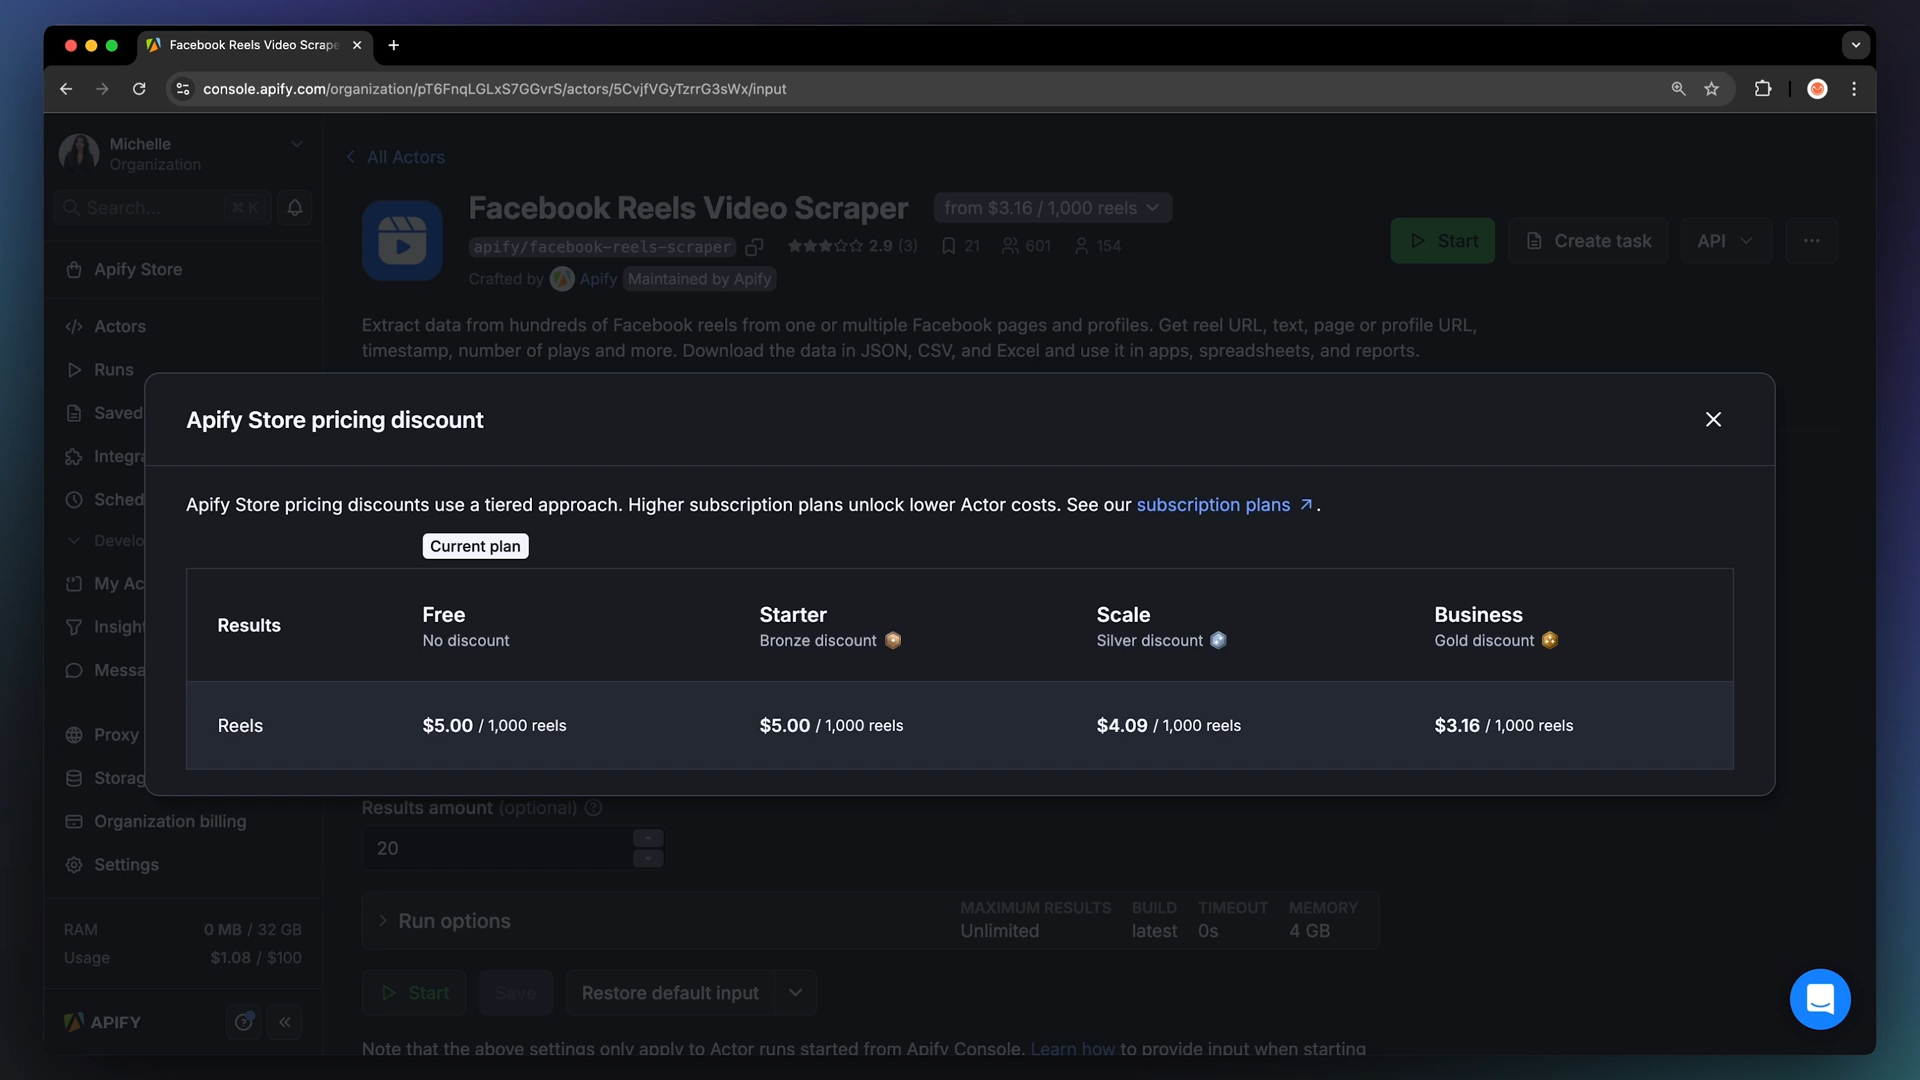 Facebook Reels Video Scrape
console.apify.com/organization/pT6FnqLGLxS7GGvrS/actors/5CvjfVGyTzrrG3sWx/input
Michelle
Organization
Search...
⌘ K
Apify Store
Actors
Runs
Saved
Integra
Sched
Develo
My Ac
Insight
Messa
Proxy
Storag
Organization billing
Settings
RAM 0 MB / 32 GB
Usage $1.08 / $100
APIFY
All Actors
Facebook Reels Video Scraper
from $3.16 / 1,000 reels
apify/facebook-reels-scraper
2.9 (3) 21 601 154
Crafted by Apify Maintained by Apify
Start
Create task
API
Extract data from hundreds of Facebook reels from one or multiple Facebook pages and profiles. Get reel URL, text, page or profile URL,
timestamp, number of plays and more. Download the data in JSON, CSV, and Excel and use it in apps, spreadsheets, and reports.
Apify Store pricing discount
Apify Store pricing discounts use a tiered approach. Higher subscription plans unlock lower Actor costs. See our subscription plans ↗.
Current plan
Results
Free
No discount
Starter
Bronze discount
Scale
Silver discount
Business
Gold discount
Reels $5.00 / 1,000 reels $5.00 / 1,000 reels $4.09 / 1,000 reels $3.16 / 1,000 reels
Results amount (optional)
20
Run options
MAXIMUM RESULTS BUILD TIMEOUT MEMORY
Unlimited latest 0s 4 GB
Start
Save
Restore default input
Note that the above settings only apply to Actor runs started from Apify Console. Learn how to provide input when starting